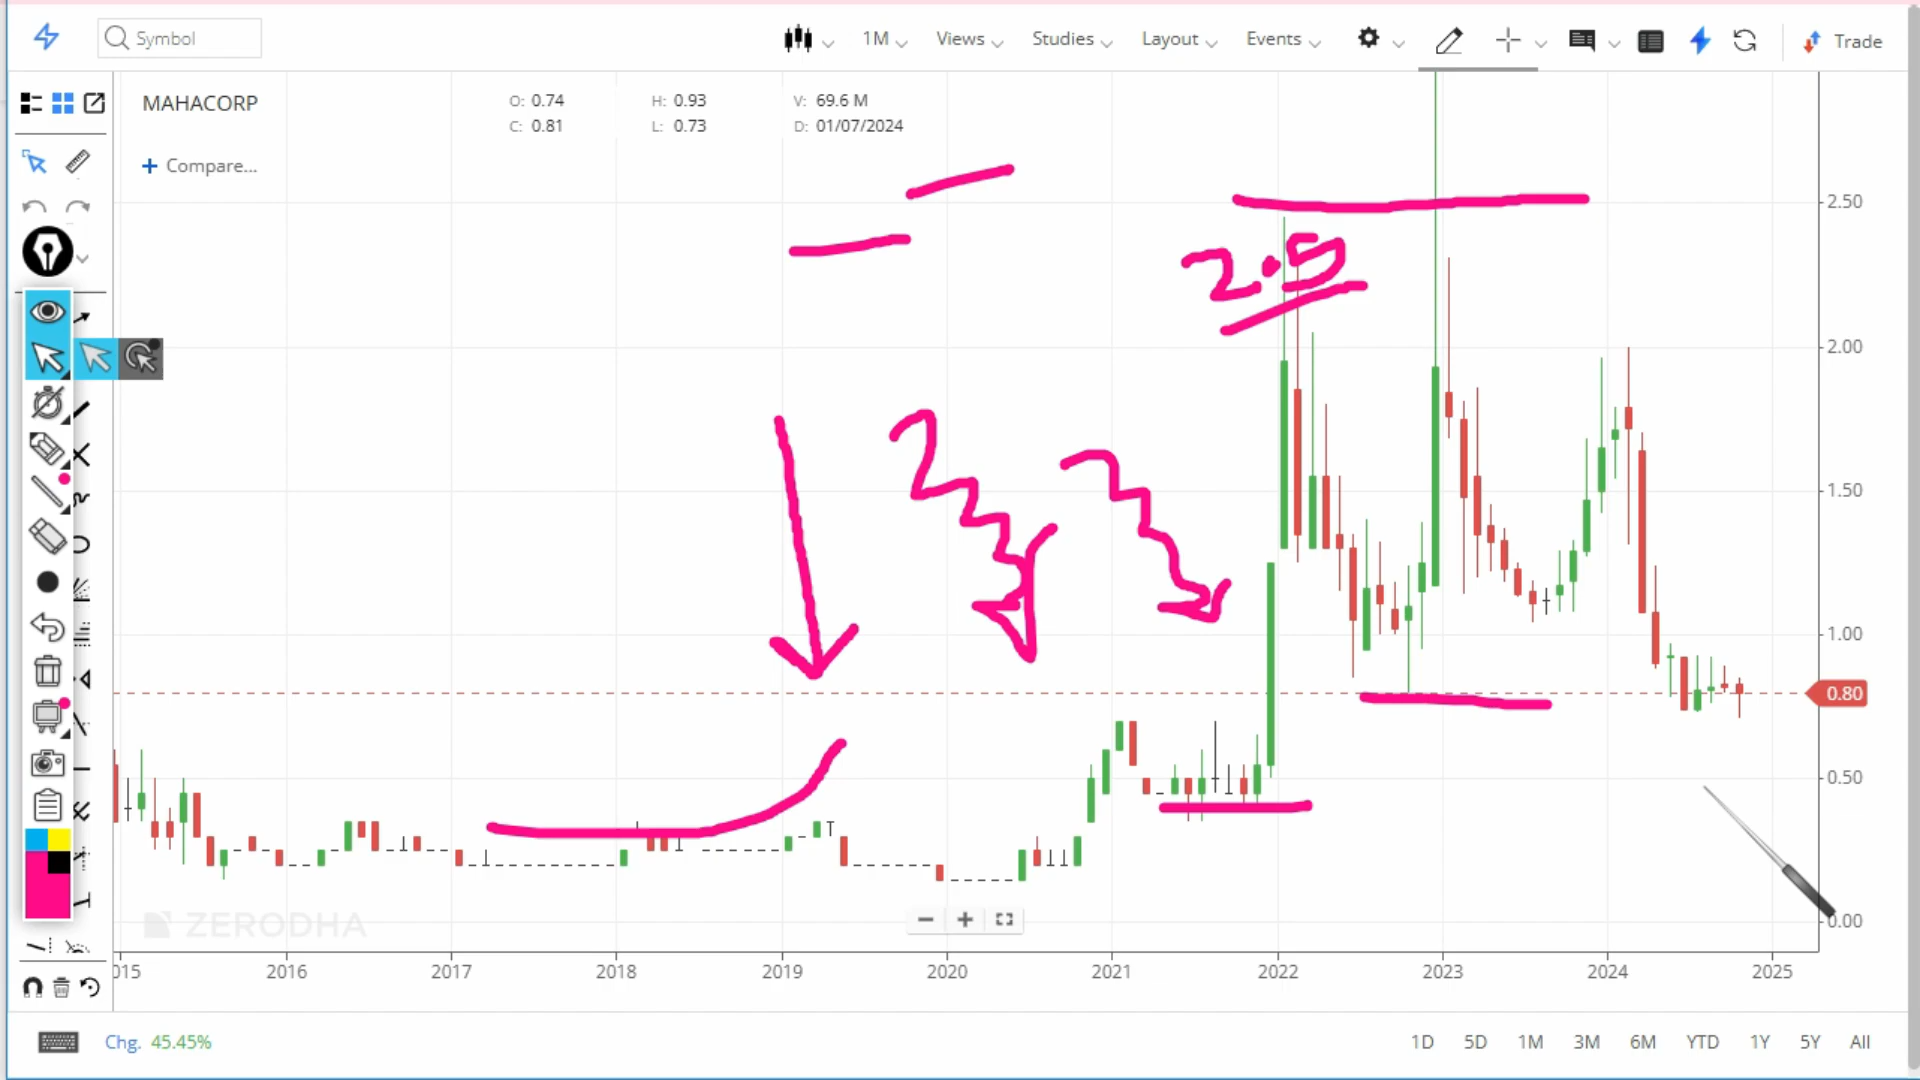 Symbol 1M Views Studies Layout Events Trade
MAHACORP O: 0.74 H: 0.93 V: 69.6 M
C: 0.81 L: 0.73 D: 01/07/2024
+ Compare...
2.50
2.5
2.00
1.50
1.00
0.80
0.50
ZERODHA
0.00
015 2016 2017 2018 2019 2020 2021 2022 2023 2024 2025
Chg. 45.45% 1D 5D 1M 3M 6M YTD 1Y 5Y All